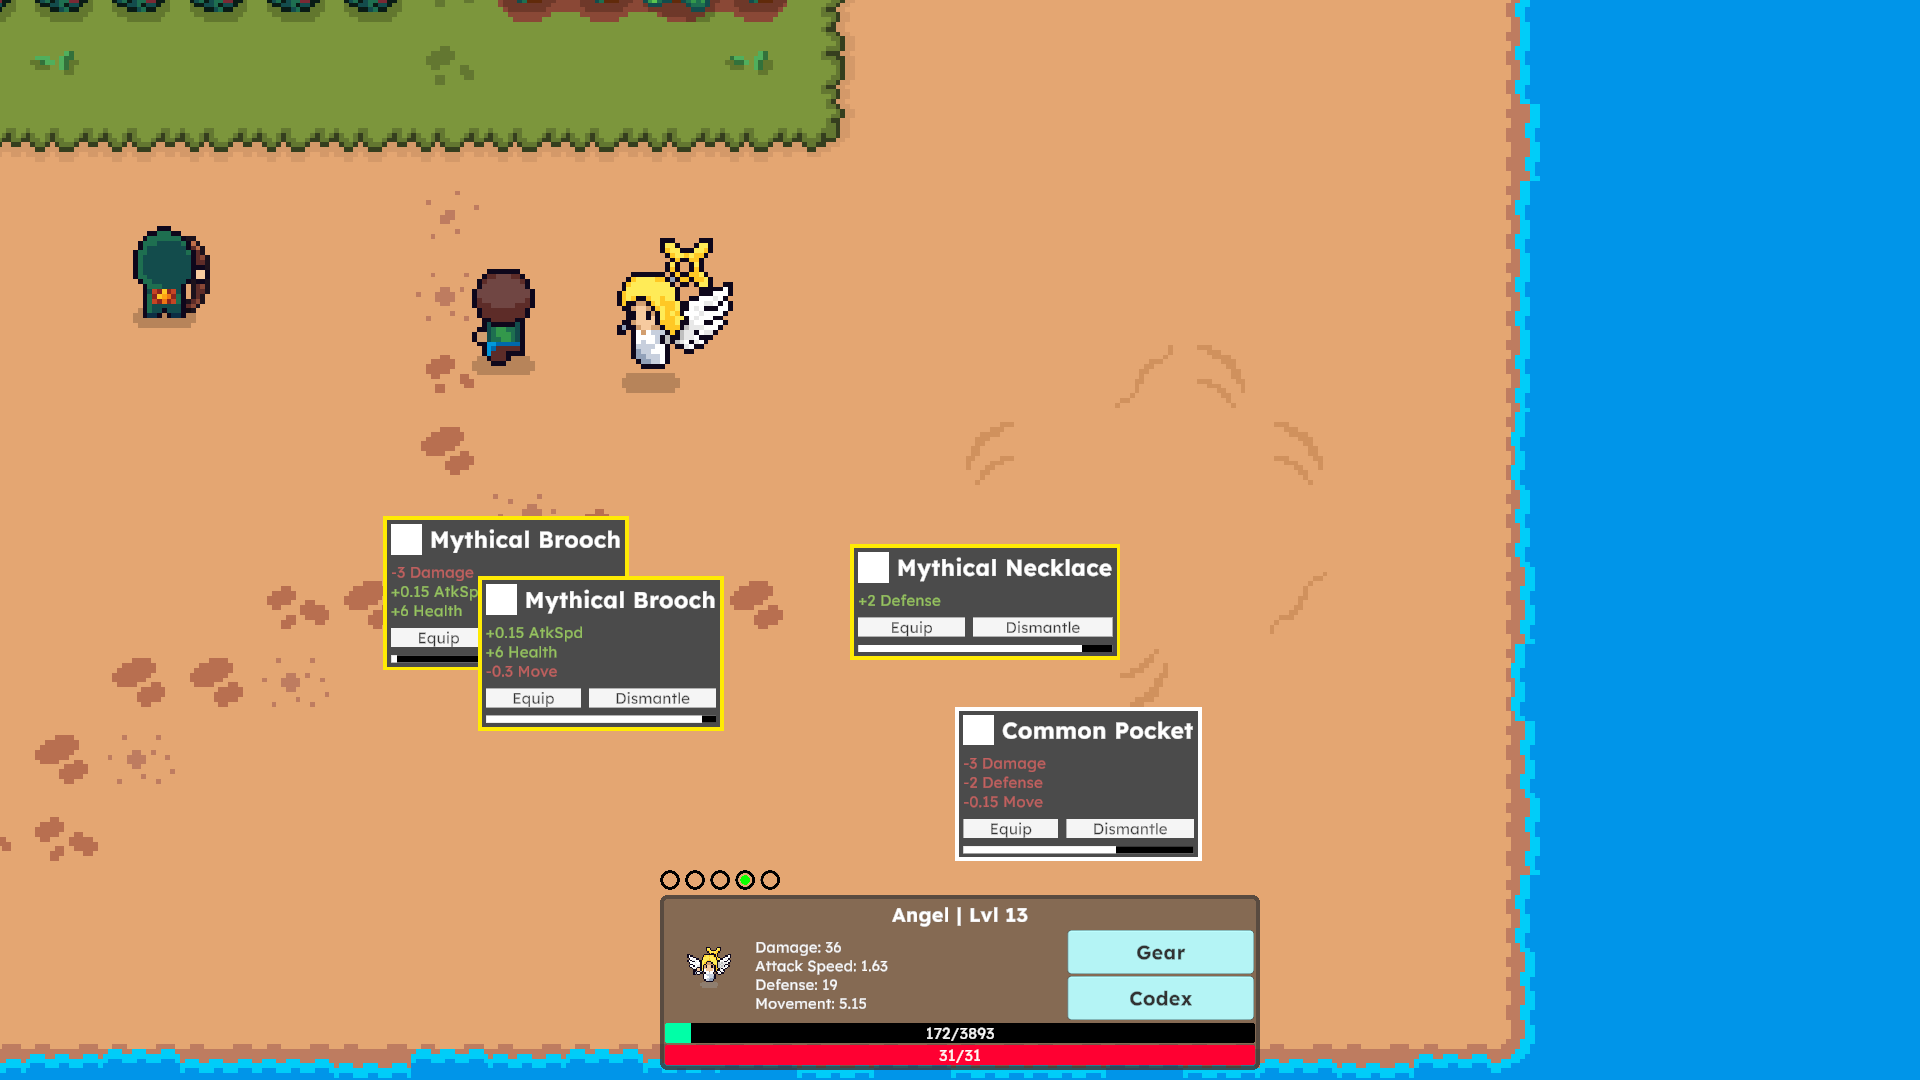 Mythical Brooch
-3 Damage
+0.15 AtkSp
+6 Health
Equip
Mythical Brooch
+0.15 AtkSpd
+6 Health
-0.3 Move
Equip Dismantle
Mythical Necklace
+2 Defense
Equip Dismantle
Common Pocket
-3 Damage
-2 Defense
-0.15 Move
Equip Dismantle
Angel | Lvl 13
Damage: 36
Attack Speed: 1.63
Defense: 19
Movement: 5.15
Gear
Codex
172/3893
31/31